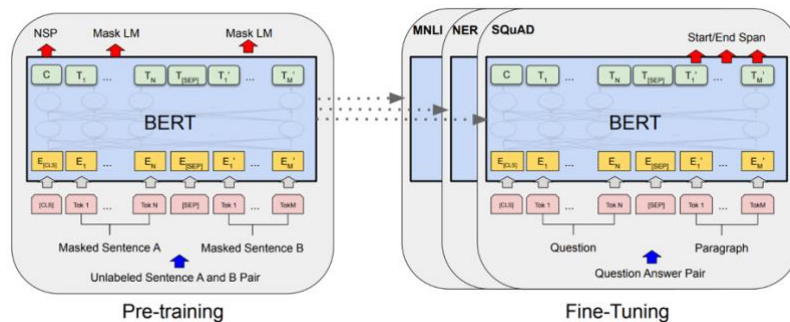 NSP Mask LM Mask LM
C T1 ... TN T[SEP] T1' ... TM'
BERT
E[CLS] E1 ... EN E[SEP] E1' ... EM'
[CLS] Tok 1 ... Tok N [SEP] Tok 1 ... TokM
Masked Sentence A Masked Sentence B
Unlabeled Sentence A and B Pair
Pre-training
MNLI NER SQuAD
Start/End Span
C T1 ... TN T[SEP] T1' ... TM'
BERT
E[CLS] E1 ... EN E[SEP] E1' ... EM'
[CLS] Tok 1 ... Tok N [SEP] Tok 1 ... TokM
Question Paragraph
Question Answer Pair
Fine-Tuning